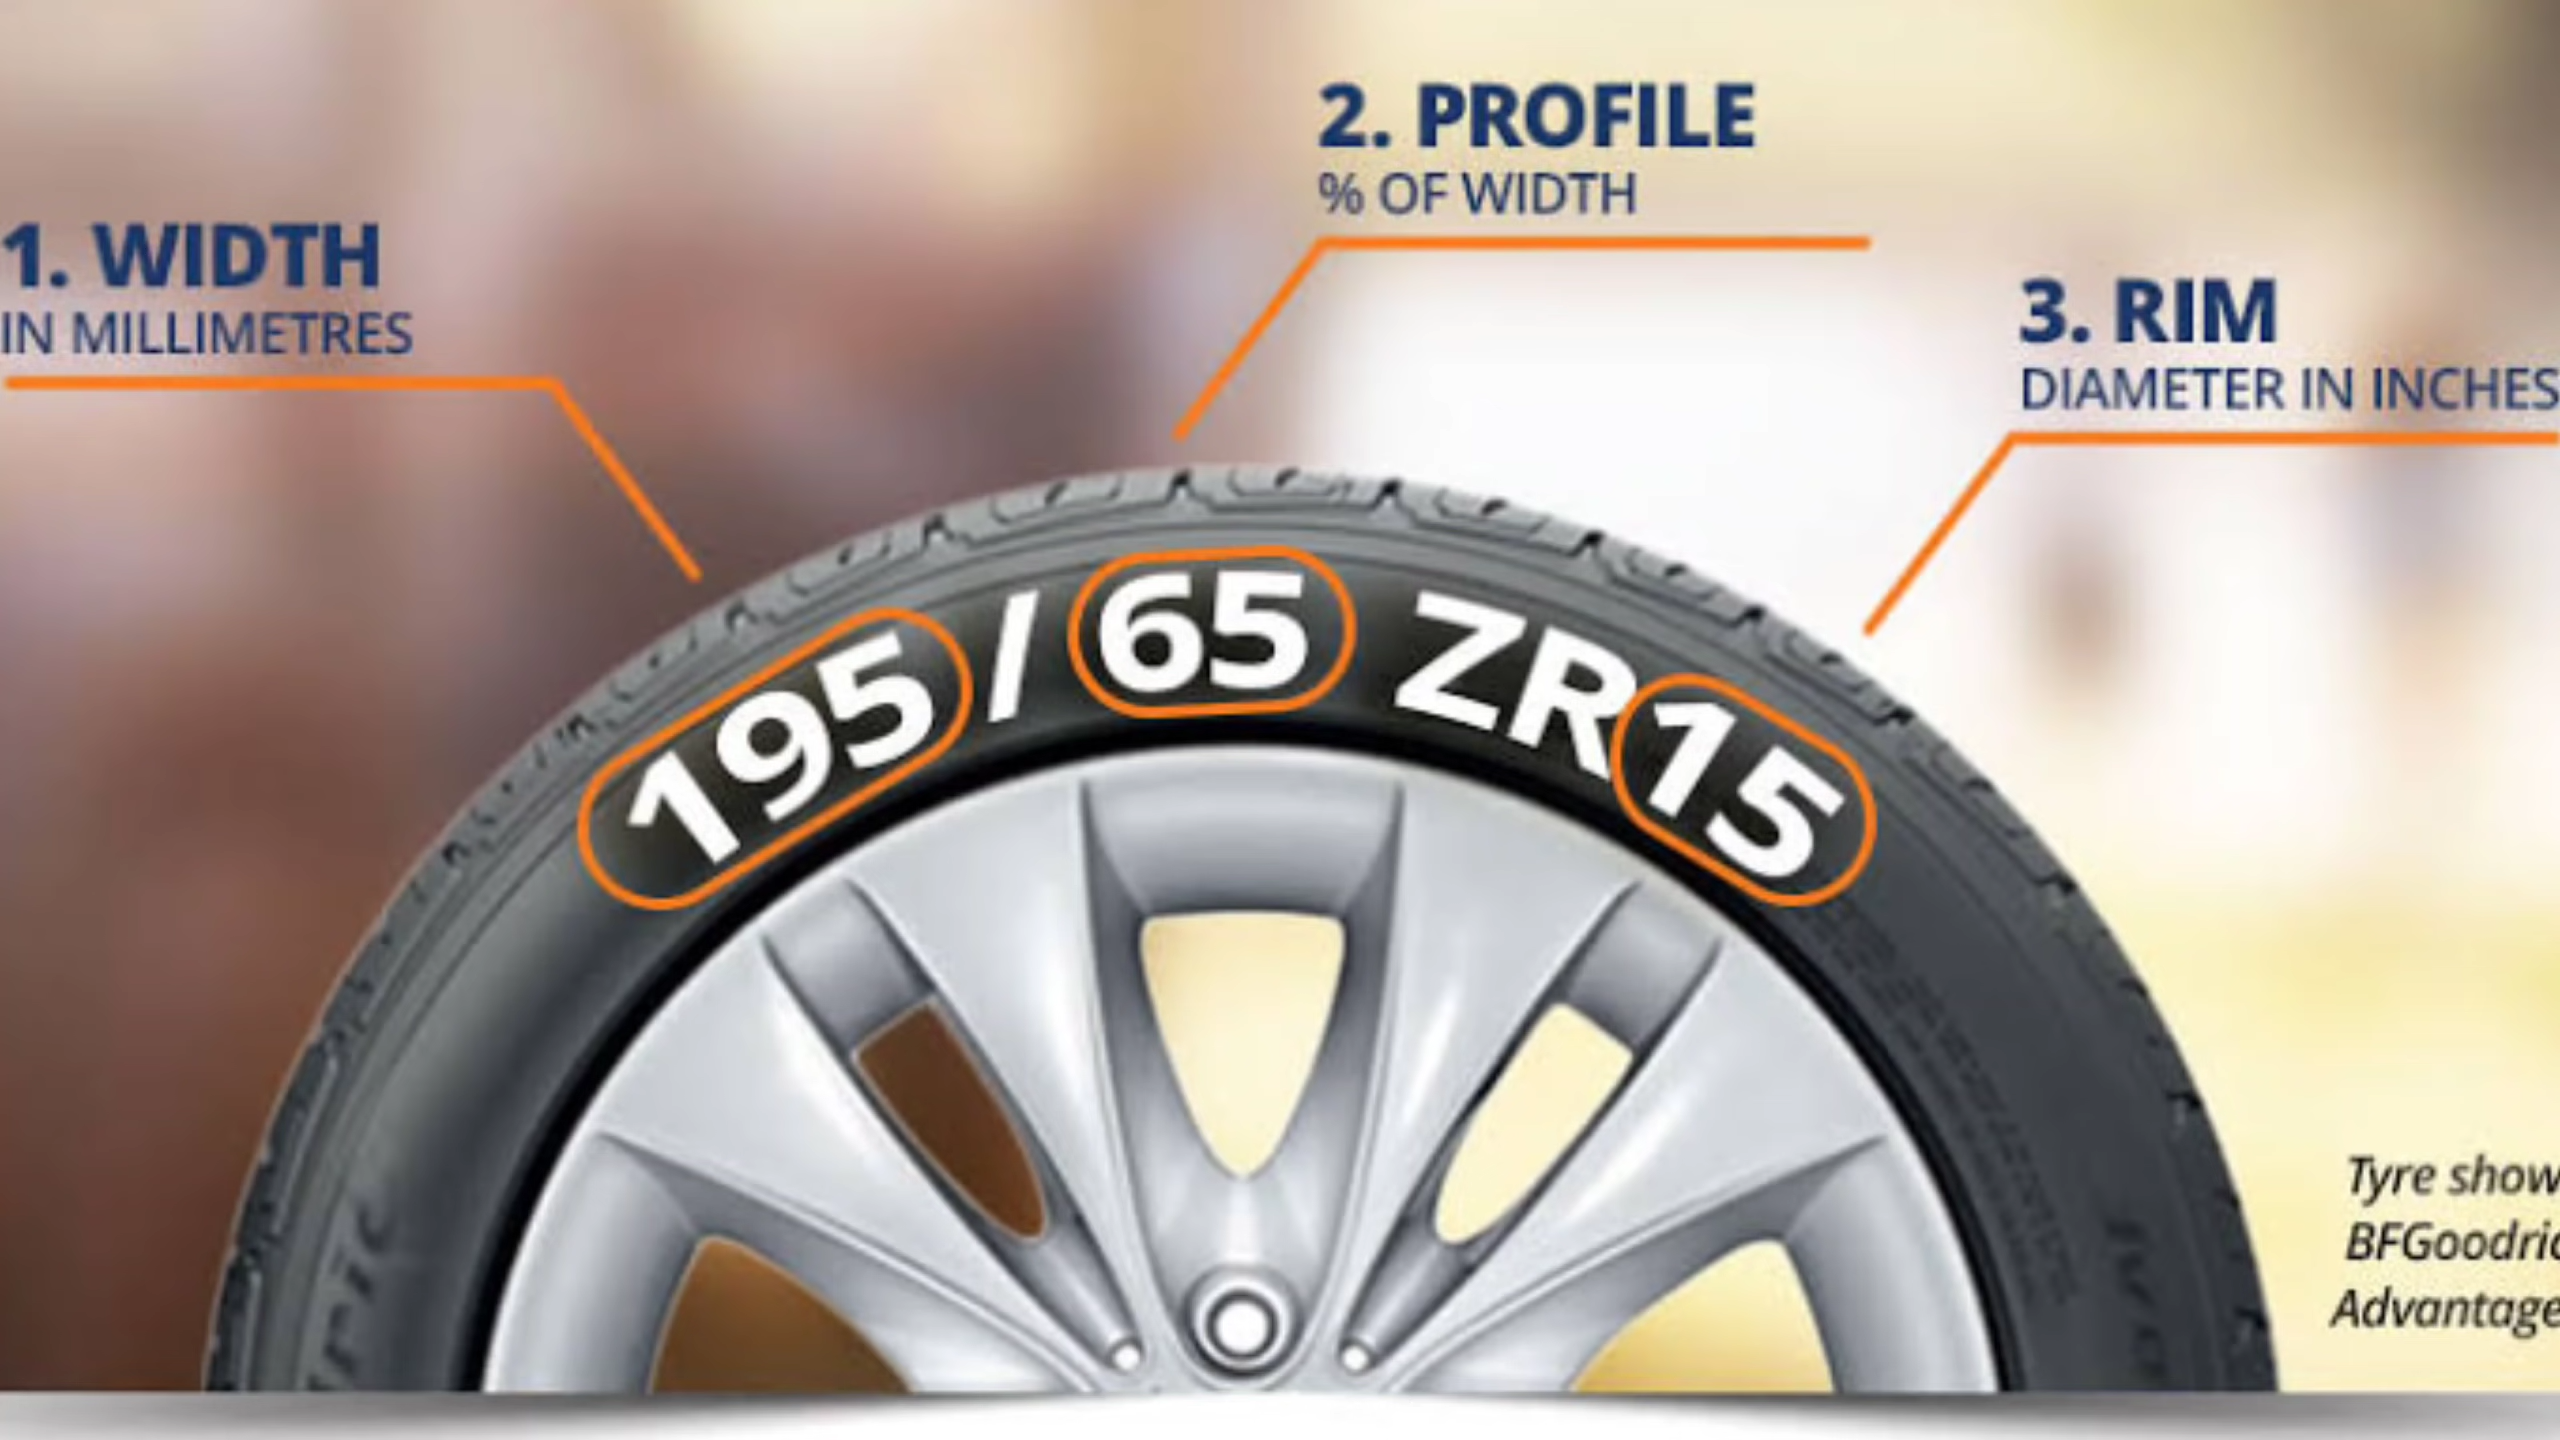 1. WIDTH
IN MILLIMETRES
2. PROFILE
% OF WIDTH
3. RIM
DIAMETER IN INCHES
195 / 65 ZR15
Tyre show
BFGoodric
Advantage